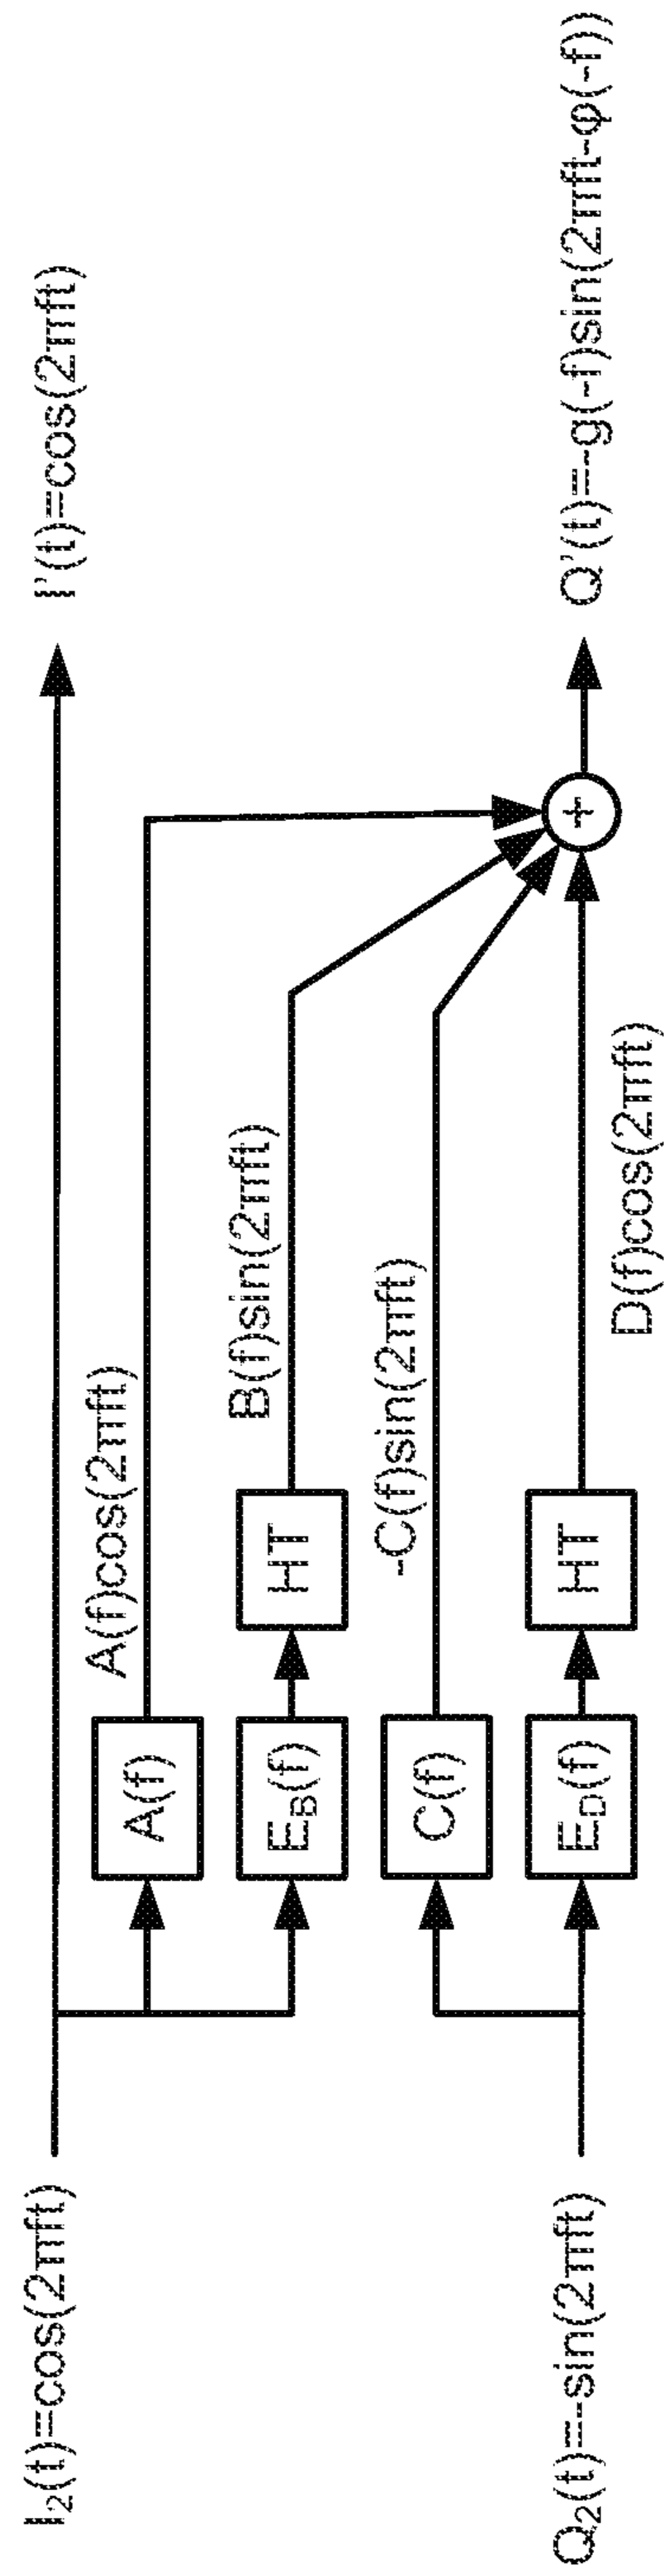 I₂(t)=cos(2πft)
I'(t)=cos(2πft)
A(f)
A(f)cos(2πft)
E_B(f)
HT
B(f)sin(2πft)
C(f)
-C(f)sin(2πft)
E_D(f)
HT
D(f)cos(2πft)
+
Q₂(t)=-sin(2πft)
Q'(t)=-g(-f)sin(2πft-φ(-f))